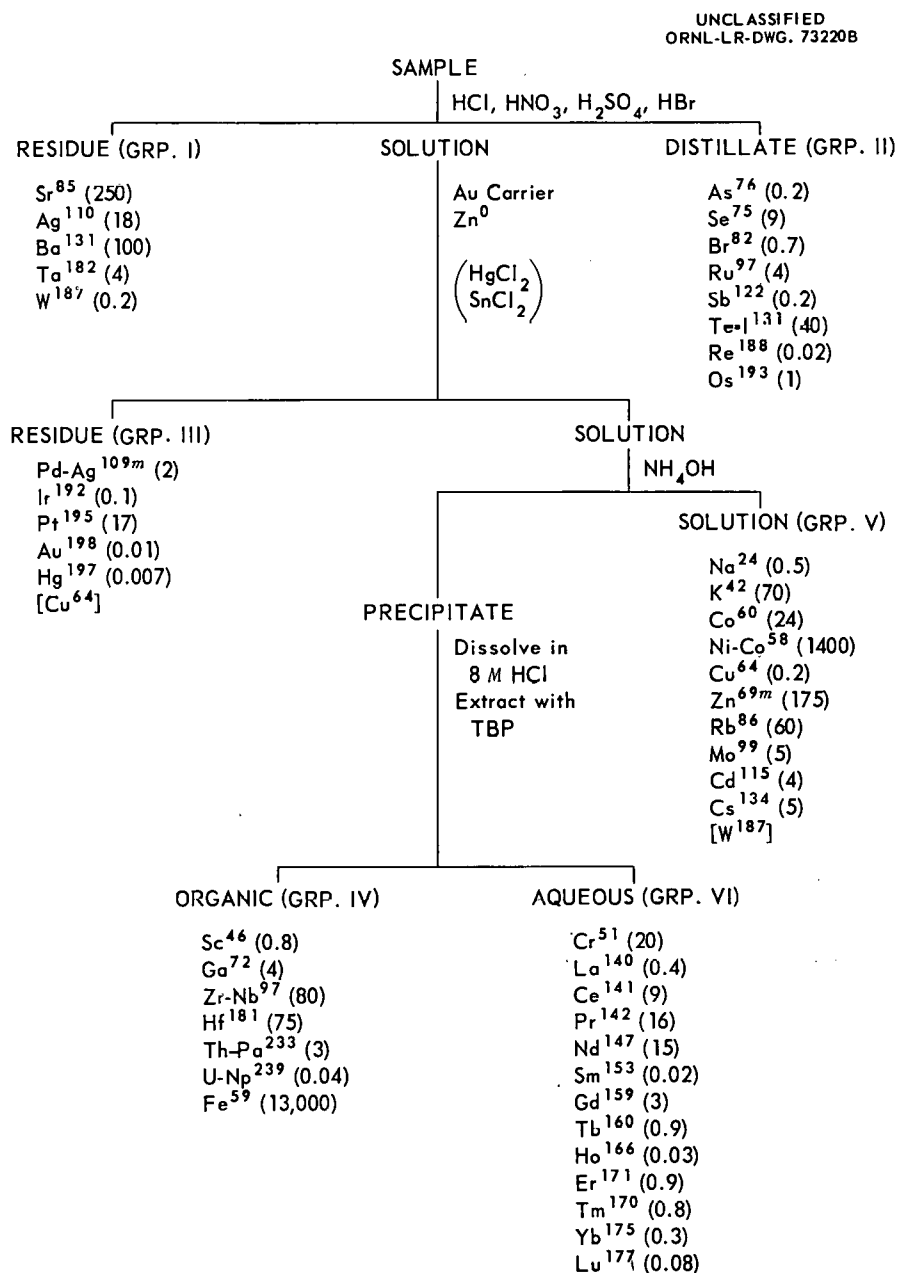 UNCLASSIFIED
ORNL-LR-DWG. 73220B
SAMPLE
HCl, HNO₃, H₂SO₄, HBr
RESIDUE (GRP. I)
Sr⁸⁵ (250)
Ag¹¹⁰ (18)
Ba¹³¹ (100)
Ta¹⁸² (4)
W¹⁸⁷ (0.2)
SOLUTION
Au Carrier
Zn⁰
(HgCl₂
SnCl₂)
DISTILLATE (GRP. II)
As⁷⁶ (0.2)
Se⁷⁵ (9)
Br⁸² (0.7)
Ru⁹⁷ (4)
Sb¹²² (0.2)
Te-I¹³¹ (40)
Re¹⁸⁸ (0.02)
Os¹⁹³ (1)
RESIDUE (GRP. III)
Pd-Ag¹⁰⁹ᵐ (2)
Ir¹⁹² (0.1)
Pt¹⁹⁵ (17)
Au¹⁹⁸ (0.01)
Hg¹⁹⁷ (0.007)
[Cu⁶⁴]
SOLUTION
NH₄OH
PRECIPITATE
Dissolve in
8 M HCl
Extract with
TBP
SOLUTION (GRP. V)
Na²⁴ (0.5)
K⁴² (70)
Co⁶⁰ (24)
Ni-Co⁵⁸ (1400)
Cu⁶⁴ (0.2)
Zn⁶⁹ᵐ (175)
Rb⁸⁶ (60)
Mo⁹⁹ (5)
Cd¹¹⁵ (4)
Cs¹³⁴ (5)
[W¹⁸⁷]
ORGANIC (GRP. IV)
Sc⁴⁶ (0.8)
Ga⁷² (4)
Zr-Nb⁹⁷ (80)
Hf¹⁸¹ (75)
Th-Pa²³³ (3)
U-Np²³⁹ (0.04)
Fe⁵⁹ (13,000)
AQUEOUS (GRP. VI)
Cr⁵¹ (20)
La¹⁴⁰ (0.4)
Ce¹⁴¹ (9)
Pr¹⁴² (16)
Nd¹⁴⁷ (15)
Sm¹⁵³ (0.02)
Gd¹⁵⁹ (3)
Tb¹⁶⁰ (0.9)
Ho¹⁶⁶ (0.03)
Er¹⁷¹ (0.9)
Tm¹⁷⁰ (0.8)
Yb¹⁷⁵ (0.3)
Lu¹⁷⁷ (0.08)